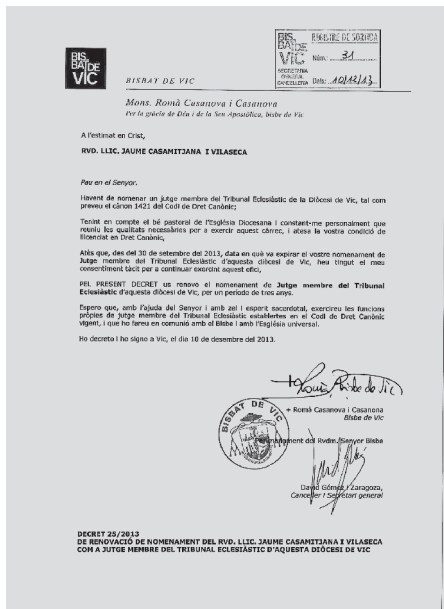 BIS
BAT DE
VIC
BISBAT DE VIC
BIS
BAT DE
VIC
SECRETARIA
GENERAL
CANCELLERIA
REGISTRE DE SORTIDA
Núm. 31
Data: 10/12/13
Mons. Romà Casanova i Casanova
Per la gràcia de Déu i de la Seu Apostòlica, bisbe de Vic
A l'estimat en Crist,
RVD. LLIC. JAUME CASAMITJANA I VILASECA
Pau en el Senyor.
Havent de nomenar un jutge membre del Tribunal Eclesiàstic de la Diòcesi de Vic, tal com
preveu el cànon 1421 del Codi de Dret Canònic;
Tenint en compte el bé pastoral de l'Església Diocesana i constant-me personalment que
reuniu les qualitats necessàries per a exercir aquest càrrec, i atesa la vostra condició de
llicenciat en Dret Canònic,
Atès que, des del 30 de setembre del 2013, data en què va expirar el vostre nomenament de
Jutge membre del Tribunal Eclesiàstic d'aquesta diòcesi de Vic, heu tingut el meu
consentiment tàcit per a continuar exercint aquest ofici,
PEL PRESENT DECRET us renovo el nomenament de Jutge membre del Tribunal
Eclesiàstic d'aquesta diòcesi de Vic, per un període de tres anys.
Espero que, amb l'ajuda del Senyor i amb zel i esperit sacerdotal, exercireu les funcions
pròpies de jutge membre del Tribunal Eclesiàstic establertes en el Codi de Dret Canònic
vigent, i que ho fareu en comunió amb el Bisbe i amb l'Església universal.
Ho decreto i ho signo a Vic, el dia 10 de desembre del 2013.
+ Romà, Bisbe de Vic
+ Romà Casanova i Casanova
Bisbe de Vic
BISBAT DE VIC
manament del Rvdm. Senyor Bisbe
David Gómez i Zaragoza,
Canceller i Secretari general
DECRET 25/2013
DE RENOVACIÓ DE NOMENAMENT DEL RVD. LLIC. JAUME CASAMITJANA I VILASECA
COM A JUTGE MEMBRE DEL TRIBUNAL ECLESIÀSTIC D'AQUESTA DIÒCESI DE VIC